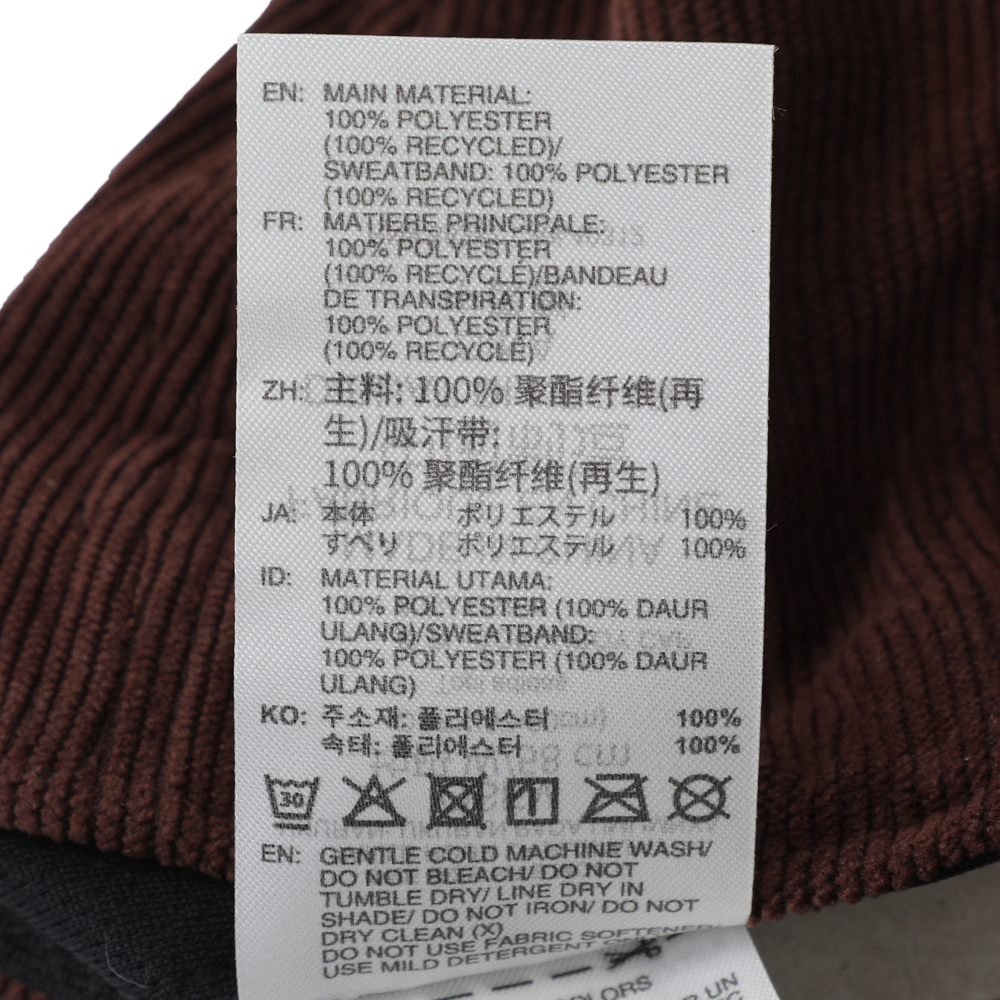 EN: MAIN MATERIAL:
100% POLYESTER
(100% RECYCLED)/
SWEATBAND: 100% POLYESTER
(100% RECYCLED)
FR: MATIERE PRINCIPALE:
100% POLYESTER
(100% RECYCLÉ)/BANDEAU
DE TRANSPIRATION:
100% POLYESTER
(100% RECYCLÉ)
ZH: 主料: 100% 聚酯纤维(再
生)/吸汗带:
100% 聚酯纤维(再生)
JA: 本体 ポリエステル 100%
すべり ポリエステル 100%
ID: MATERIAL UTAMA:
100% POLYESTER (100% DAUR
ULANG)/SWEATBAND:
100% POLYESTER (100% DAUR
ULANG)
KO: 주소재: 폴리에스터 100%
속태: 폴리에스터 100%
30
EN: GENTLE COLD MACHINE WASH/
DO NOT BLEACH/ DO NOT
TUMBLE DRY/ LINE DRY IN
SHADE/ DO NOT IRON/ DO NOT
DRY CLEAN (X)
DO NOT USE FABRIC SOFTENER
USE MILD DETERGENT
COLORS